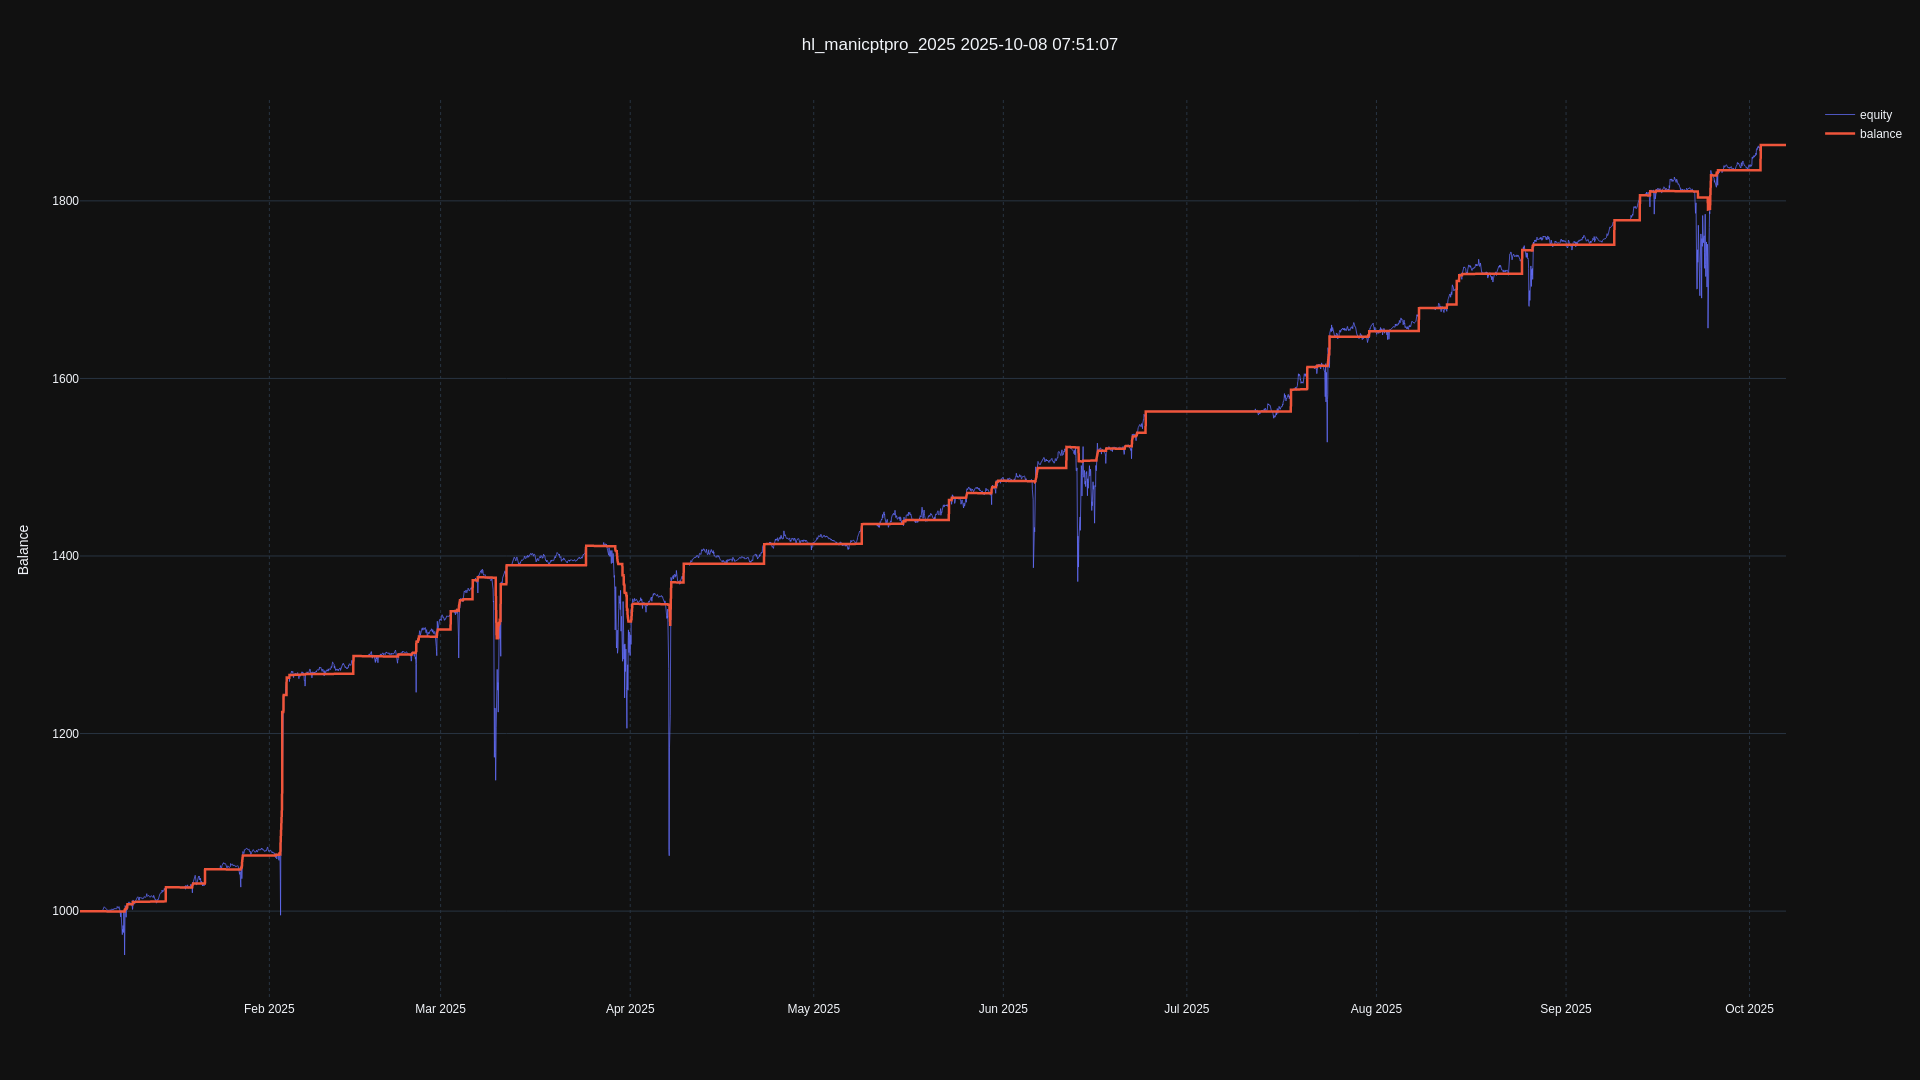 hl_manicptpro_2025 2025-10-08 07:51:07
equity
balance
1800
1600
1400
1200
1000
Balance
Feb 2025
Mar 2025
Apr 2025
May 2025
Jun 2025
Jul 2025
Aug 2025
Sep 2025
Oct 2025